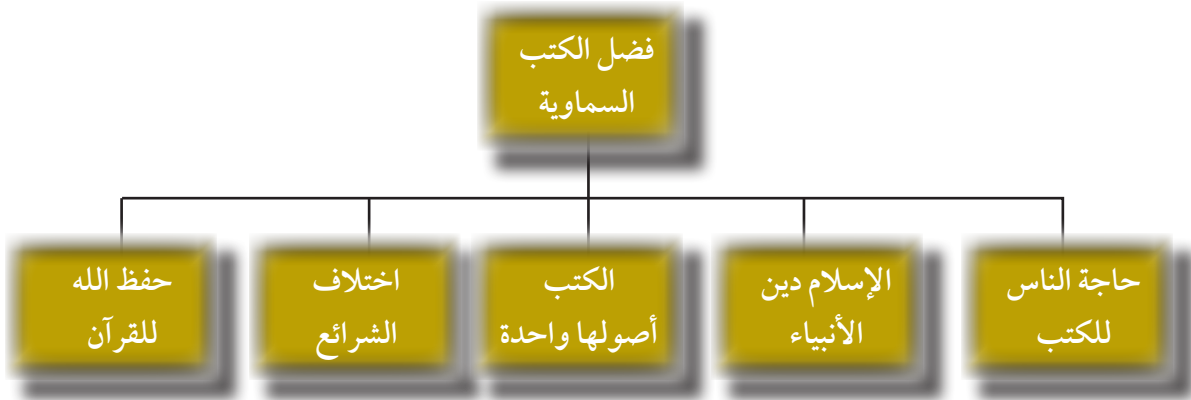 فضل الكتب
السماوية
حاجة الناس
للكتب
الإسلام دين
الأنبياء
الكتب
أصولها واحدة
اختلاف
الشرائع
حفظ الله
للقرآن